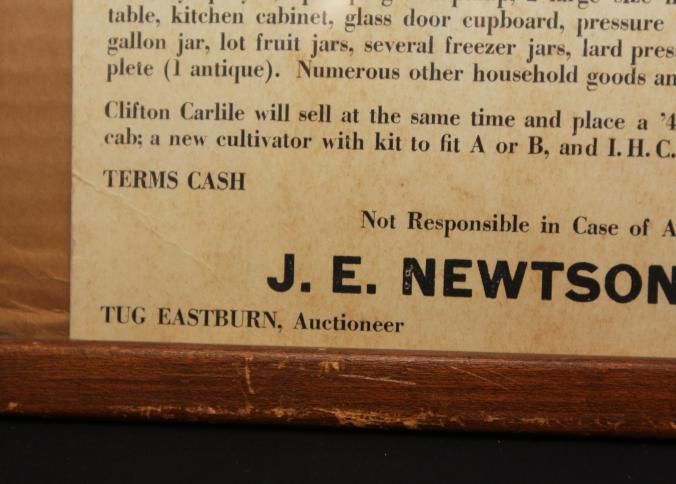 table, kitchen cabinet, glass door cupboard, pressure
gallon jar, lot fruit jars, several freezer jars, lard
plete (1 antique). Numerous other household goods
Clifton Carlile will sell at the same time and place a '4
cab; a new cultivator with kit to fit A or B, and I. H. C.
TERMS CASH
Not Responsible in Case of A
J. E. NEWTSON
TUG EASTBURN, Auctioneer